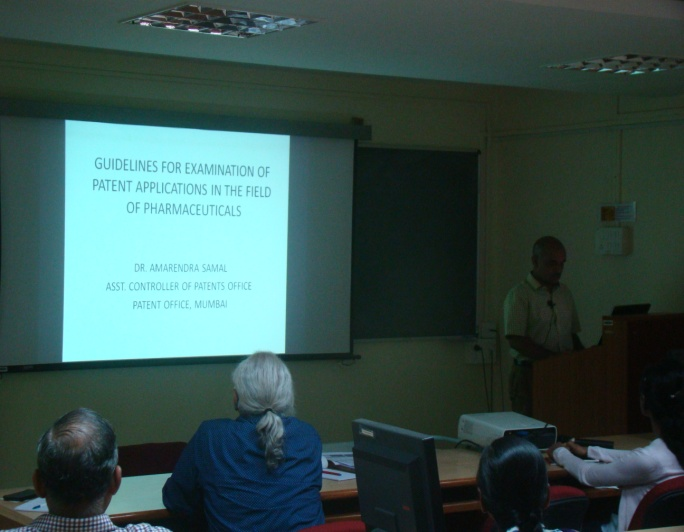 GUIDELINES FOR EXAMINATION OF
PATENT APPLICATIONS IN THE FIELD
OF PHARMACEUTICALS
DR. AMARENDRA SAMAL
ASST. CONTROLLER OF PATENTS OFFICE
PATENT OFFICE, MUMBAI